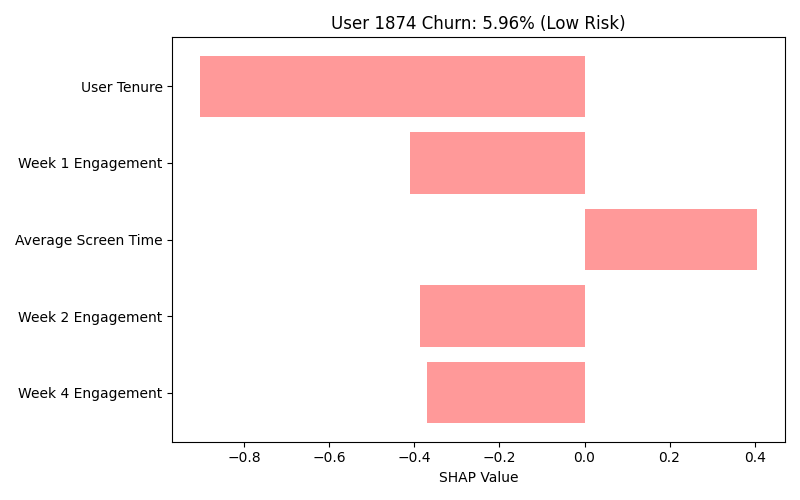 User 1874 Churn: 5.96% (Low Risk)
User Tenure
Week 1 Engagement
Average Screen Time
Week 2 Engagement
Week 4 Engagement
−0.8 −0.6 −0.4 −0.2 0.0 0.2 0.4
SHAP Value